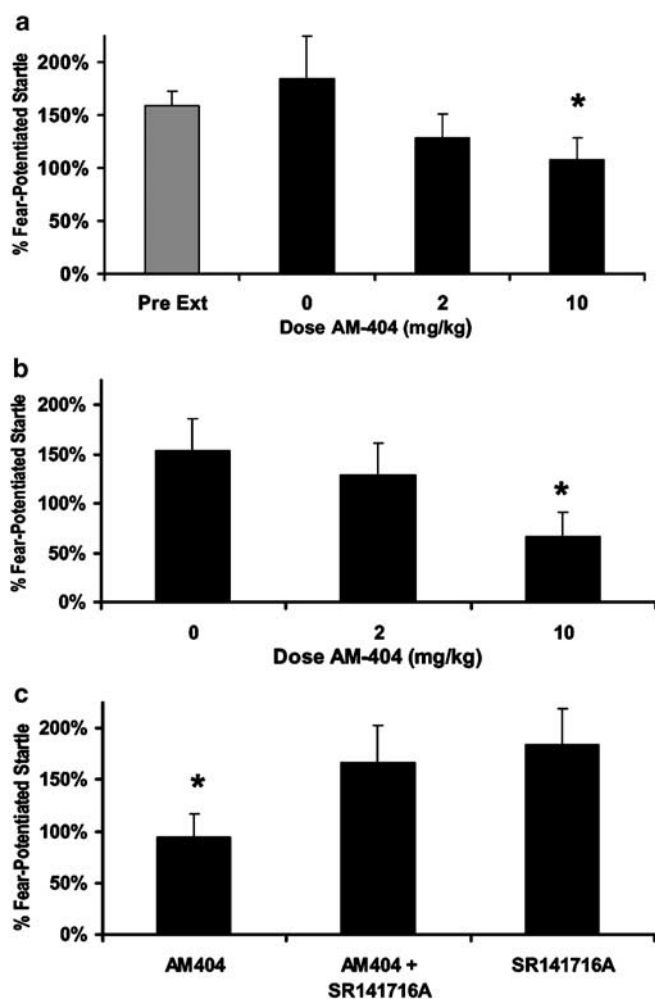 a
% Fear-Potentiated Startle
200%
150%
100%
50%
0%
*
Pre Ext 0 2 10
Dose AM-404 (mg/kg)
b
% Fear-Potentiated Startle
200%
150%
100%
50%
0%
*
0 2 10
Dose AM-404 (mg/kg)
c
% Fear-Potentiated Startle
200%
150%
100%
50%
0%
*
AM404 AM404 + SR141716A
SR141716A